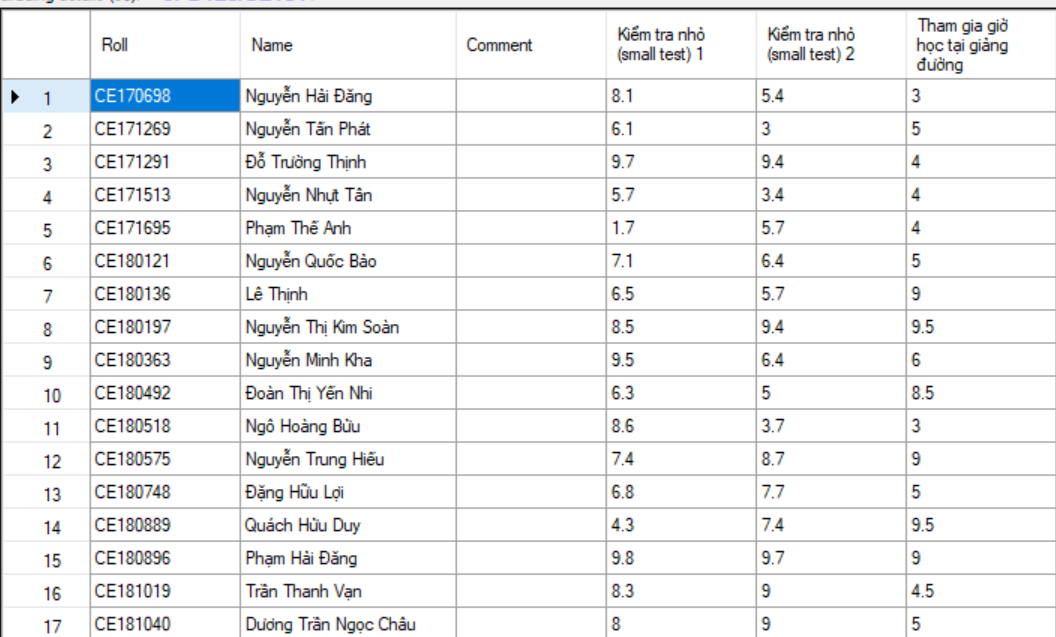 Roll Name Comment Kiểm tra nhỏ (small test) 1 Kiểm tra nhỏ (small test) 2 Tham gia giờ học tại giảng đường
1 CE170698 Nguyễn Hải Đăng 8.1 5.4 3
2 CE171269 Nguyễn Tấn Phát 6.1 3 5
3 CE171291 Đỗ Trường Thịnh 9.7 9.4 4
4 CE171513 Nguyễn Nhựt Tân 5.7 3.4 4
5 CE171695 Phạm Thế Anh 1.7 5.7 4
6 CE180121 Nguyễn Quốc Bảo 7.1 6.4 5
7 CE180136 Lê Thịnh 6.5 5.7 9
8 CE180197 Nguyễn Thị Kim Soàn 8.5 9.4 9.5
9 CE180363 Nguyễn Minh Kha 9.5 6.4 6
10 CE180492 Đoàn Thị Yến Nhi 6.3 5 8.5
11 CE180518 Ngô Hoàng Bửu 8.6 3.7 3
12 CE180575 Nguyễn Trung Hiếu 7.4 8.7 9
13 CE180748 Đặng Hữu Lợi 6.8 7.7 5
14 CE180889 Quách Hửu Duy 4.3 7.4 9.5
15 CE180896 Phạm Hải Đăng 9.8 9.7 9
16 CE181019 Trần Thanh Vạn 8.3 9 4.5
17 CE181040 Dương Trần Ngọc Châu 8 9 5